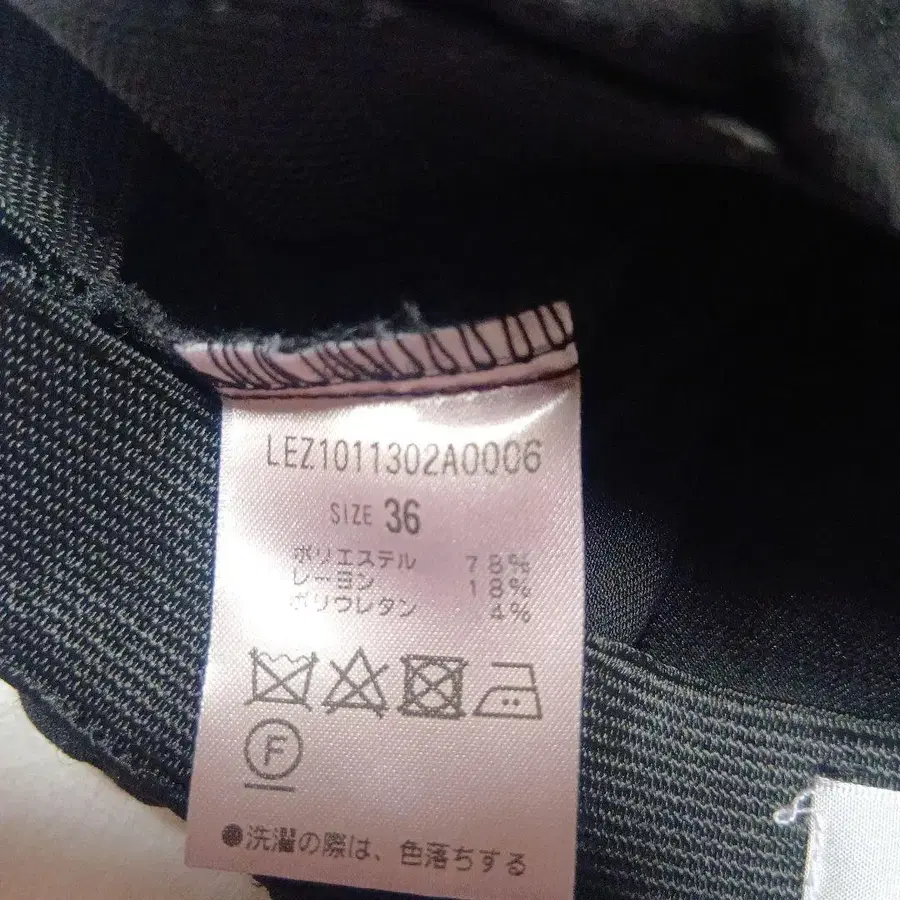 LEZ1011302A0006
SIZE 36
ポリエステル 78%
レーヨン 18%
ポリウレタン 4%
F
●洗濯の際は、色落ちする